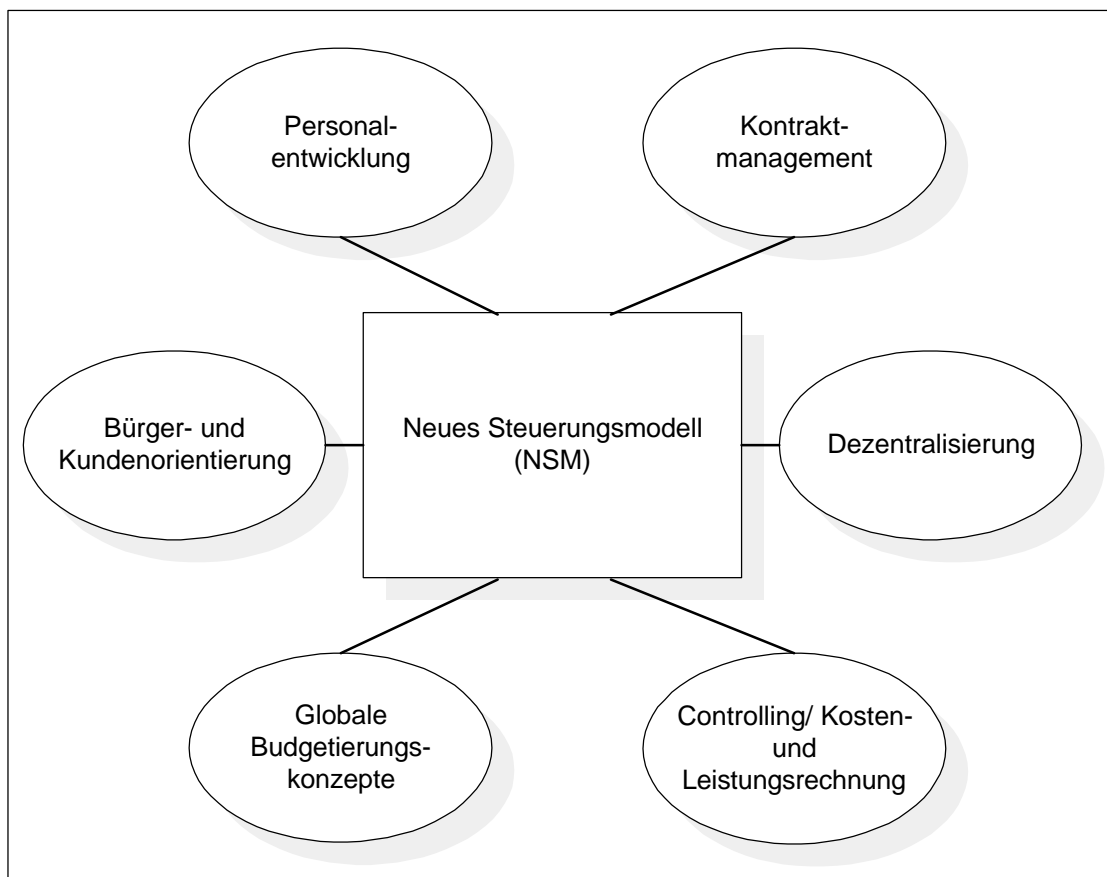 Personal-
entwicklung
Kontrakt-
management
Bürger- und
Kundenorientierung
Neues Steuerungsmodell
(NSM)
Dezentralisierung
Globale
Budgetierungs-
konzepte
Controlling/ Kosten-
und
Leistungsrechnung